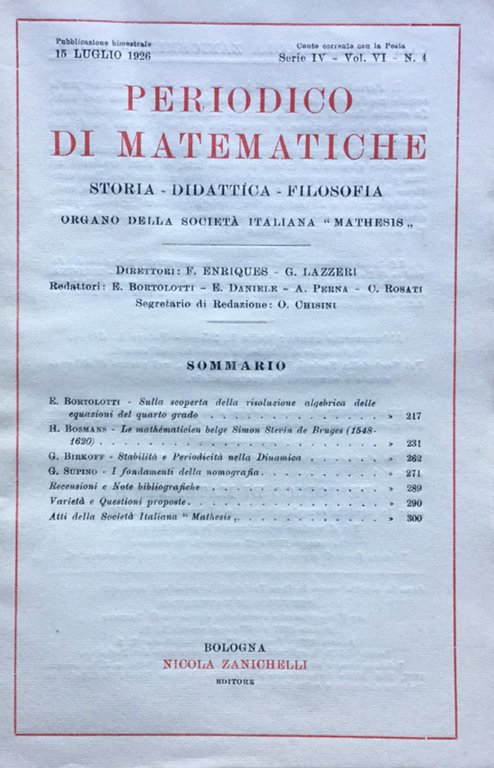 Pubblicazione bimestrale
15 LUGLIO 1926
Conto corrente con la Posta
Serie IV - Vol. VI - N. 4
PERIODICO
DI MATEMATICHE
STORIA - DIDATTICA - FILOSOFIA
ORGANO DELLA SOCIETÀ ITALIANA “ MATHESIS „
DIRETTORI: F. ENRIQUES - G. LAZZERI
Redattori: E. BORTOLOTTI - E. DANIELE - A. PERNA - C. ROSATI
Segretario di Redazione: O. CHISINI
SOMMARIO
E. BORTOLOTTI - Sulla scoperta della risoluzione algebrica delle
equazioni del quarto grado . . . . . . . . . . . . . » 217
H. BOSMANS - Le mathématicien belge Simon Stevin de Bruges (1548-
1620) . . . . . . . . . . . . . . . . . . . . . . » 231
G. BIRKOFF - Stabilità e Periodicità nella Dinamica . . . . . . » 262
G. SUPINO - I fondamenti della nomografia. . . . . . . . . . » 271
Recensioni e Note bibliografiche . . . . . . . . . . . . . » 289
Varietà e Questioni proposte. . . . . . . . . . . . . . . » 290
Atti della Società Italiana “ Mathesis „. . . . . . . . . . . » 300
BOLOGNA
NICOLA ZANICHELLI
EDITORE